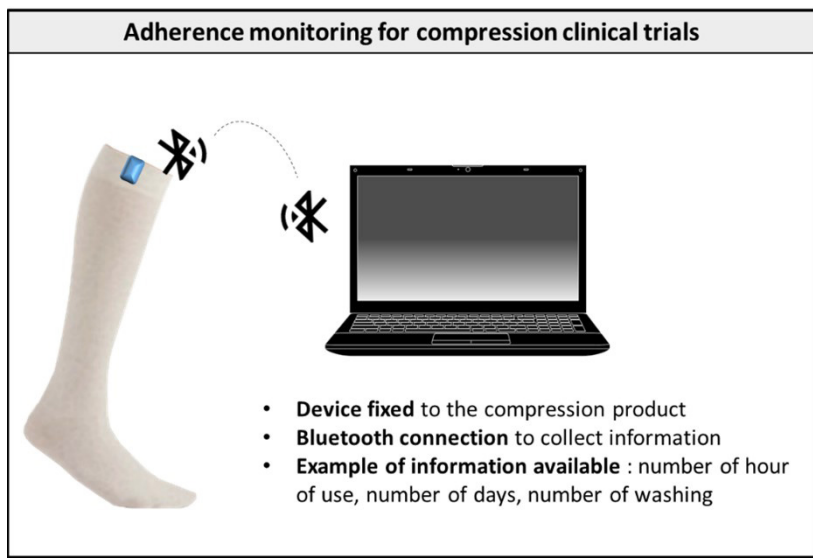 Adherence monitoring for compression clinical trials
• Device fixed to the compression product
• Bluetooth connection to collect information
• Example of information available : number of hour
of use, number of days, number of washing